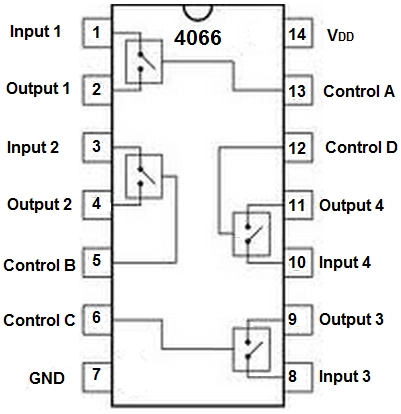 Input 1 1 4066 14 VDD
Output 1 2 13 Control A
Input 2 3 12 Control D
Output 2 4 11 Output 4
Control B 5 10 Input 4
Control C 6 9 Output 3
GND 7 8 Input 3